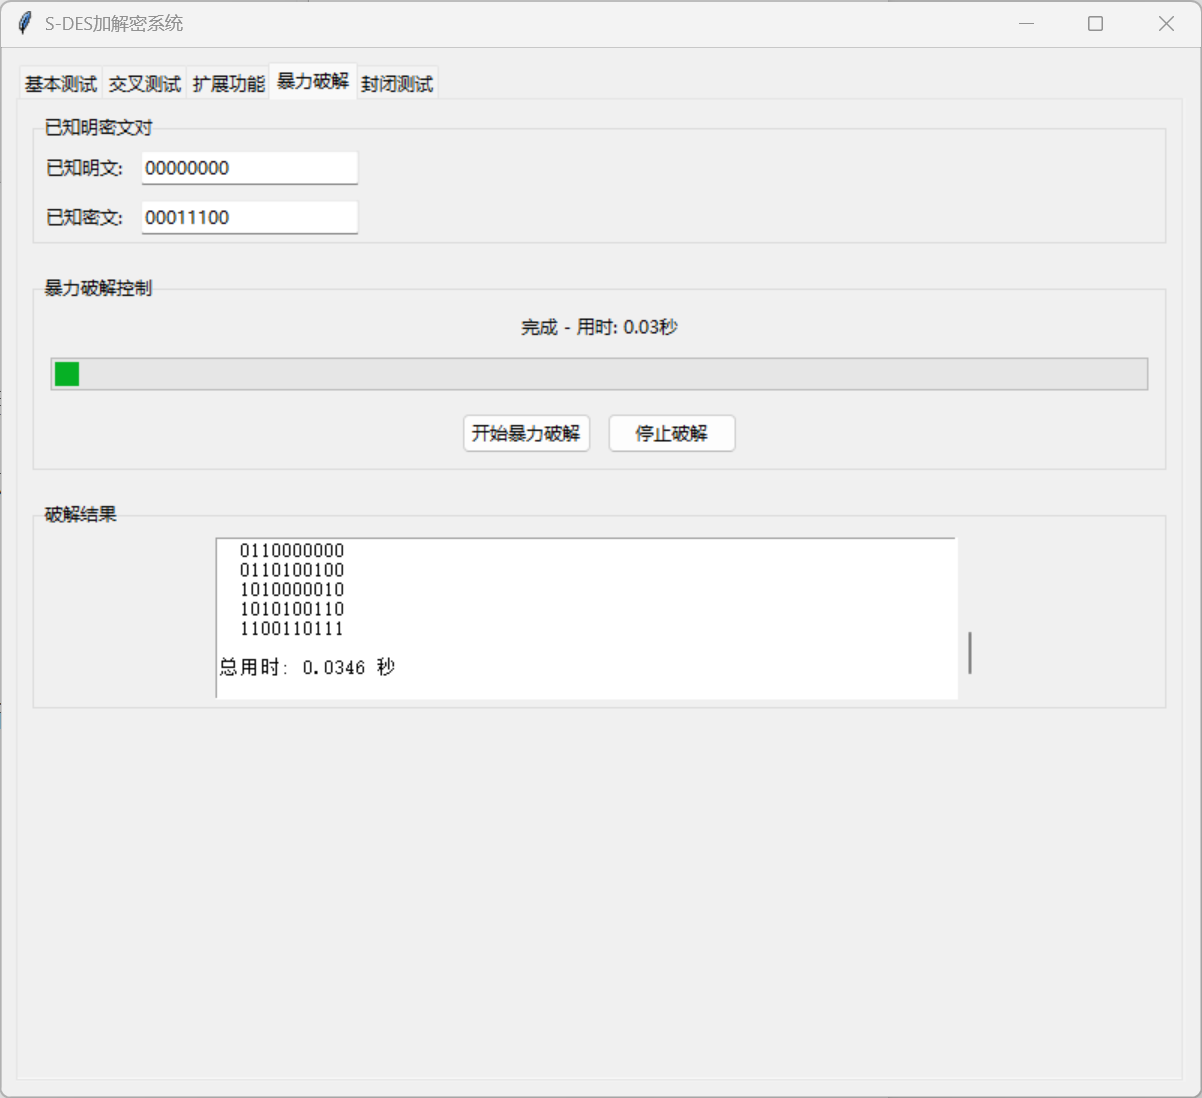 S-DES加解密系统
基本测试 交叉测试 扩展功能 暴力破解 封闭测试
已知明密文对
已知明文: 00000000
已知密文: 00011100
暴力破解控制
完成 - 用时: 0.03秒
开始暴力破解 停止破解
破解结果
0110000000
0110100100
1010000010
1010100110
1100110111
总用时: 0.0346 秒